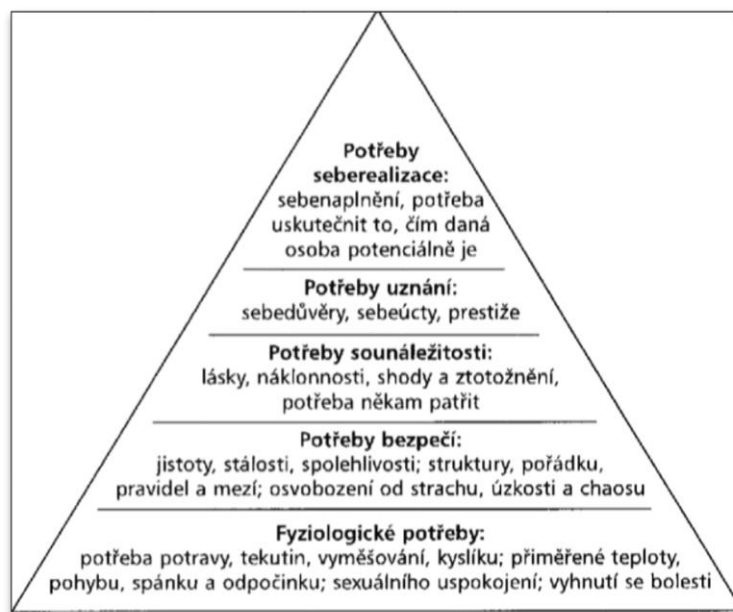 Potřeby
seberealizace:
sebenaplnění, potřeba
uskutečnit to, čím daná
osoba potenciálně je
Potřeby uznání:
sebedůvěry, sebeúcty, prestiže
Potřeby sounáležitosti:
lásky, náklonnosti, shody a ztotožnění,
potřeba někam patřit
Potřeby bezpečí:
jistoty, stálosti, spolehlivosti; struktury, pořádku,
pravidel a mezí; osvobození od strachu, úzkosti a chaosu
Fyziologické potřeby:
potřeba potravy, tekutin, vyměšování, kyslíku; přiměřené teploty,
pohybu, spánku a odpočinku; sexuálního uspokojení; vyhnutí se bolesti